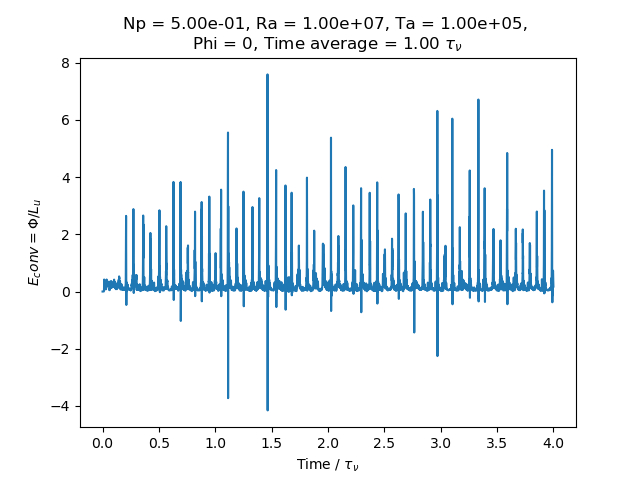 Np = 5.00e-01, Ra = 1.00e+07, Ta = 1.00e+05,
Phi = 0, Time average = 1.00 τ_ν
8
6
4
2
0
−2
−4
E_conv = Φ/L_u
0.0 0.5 1.0 1.5 2.0 2.5 3.0 3.5 4.0
Time / τ_ν